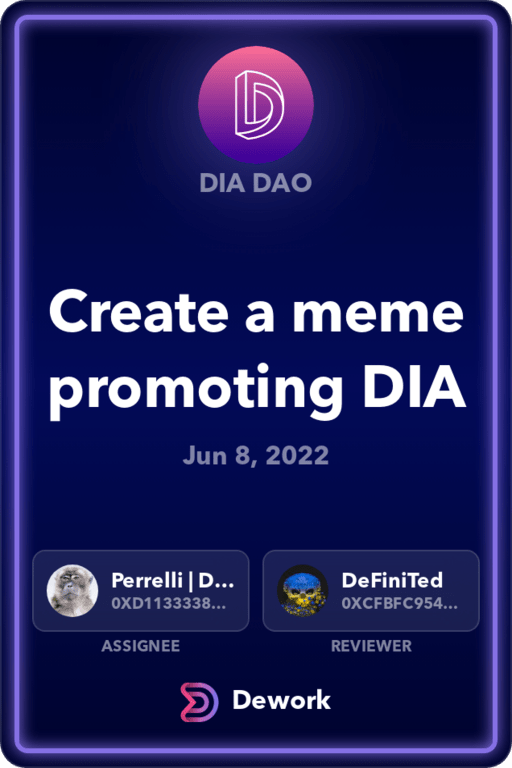 DIA DAO
Create a meme
promoting DIA
Jun 8, 2022
Perrelli | D...
0XD1133338...
ASSIGNEE
DeFiniTed
0XCFBFC954...
REVIEWER
Dework